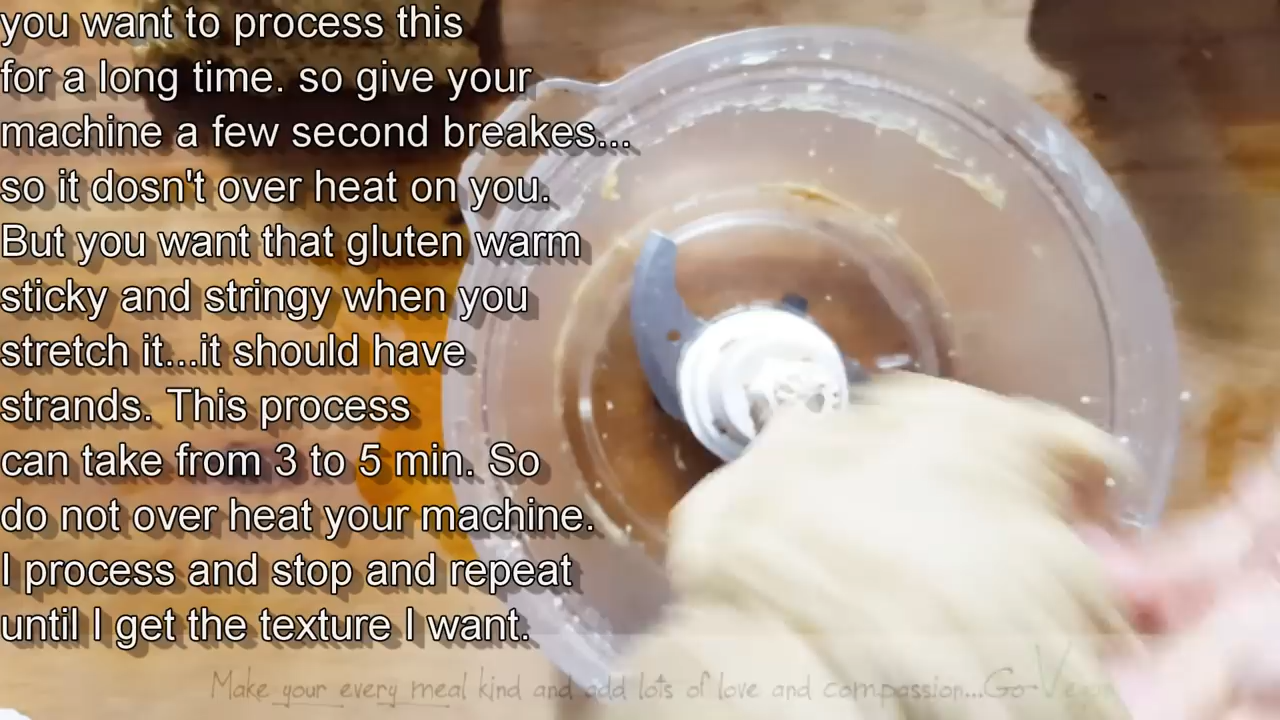 you want to process this
for a long time. so give your
machine a few second breakes...
so it dosn't over heat on you.
But you want that gluten warm
sticky and stringy when you
stretch it...it should have
strands. This process
can take from 3 to 5 min. So
do not over heat your machine.
I process and stop and repeat
until I get the texture I want.
Make your every meal kind and add lots of love and compassion...Go Vegan